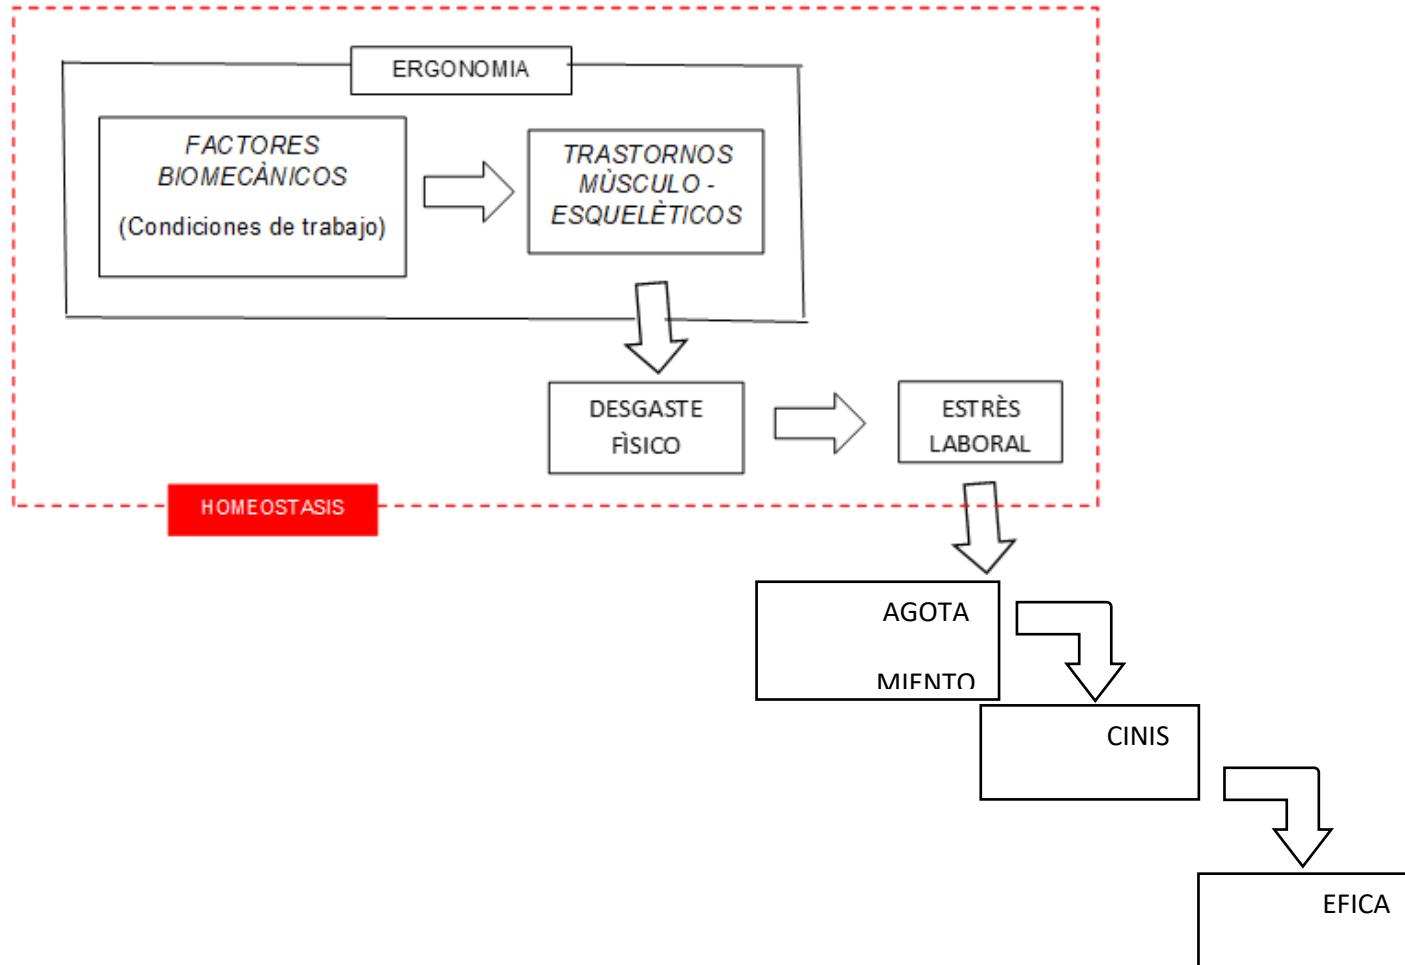 ERGONOMIA
FACTORES
BIOMECÀNICOS
(Condiciones de trabajo)
TRASTORNOS
MÙSCULO -
ESQUELÈTICOS
DESGASTE
FÌSICO
ESTRÈS
LABORAL
HOMEOSTASIS
AGOTA
MIENTO
CINIS
EFICA